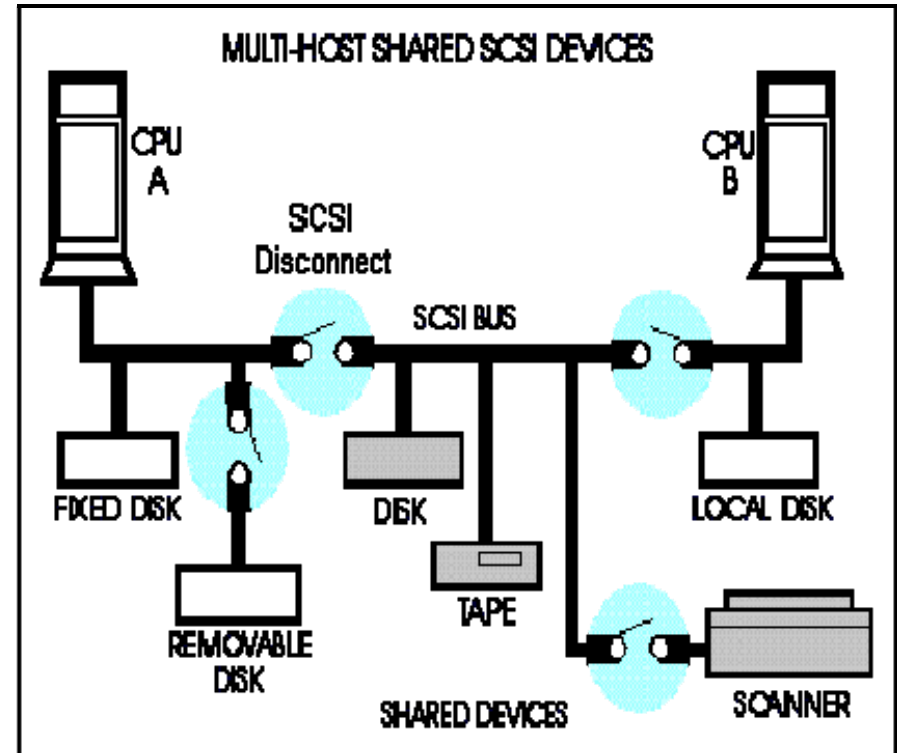 MULTI-HOST SHARED SCSI DEVICES
CPU
A
CPU
B
SCSI
Disconnect
SCSI BUS
FIXED DISK
DISK
LOCAL DISK
TAPE
REMOVABLE
DISK
SCANNER
SHARED DEVICES